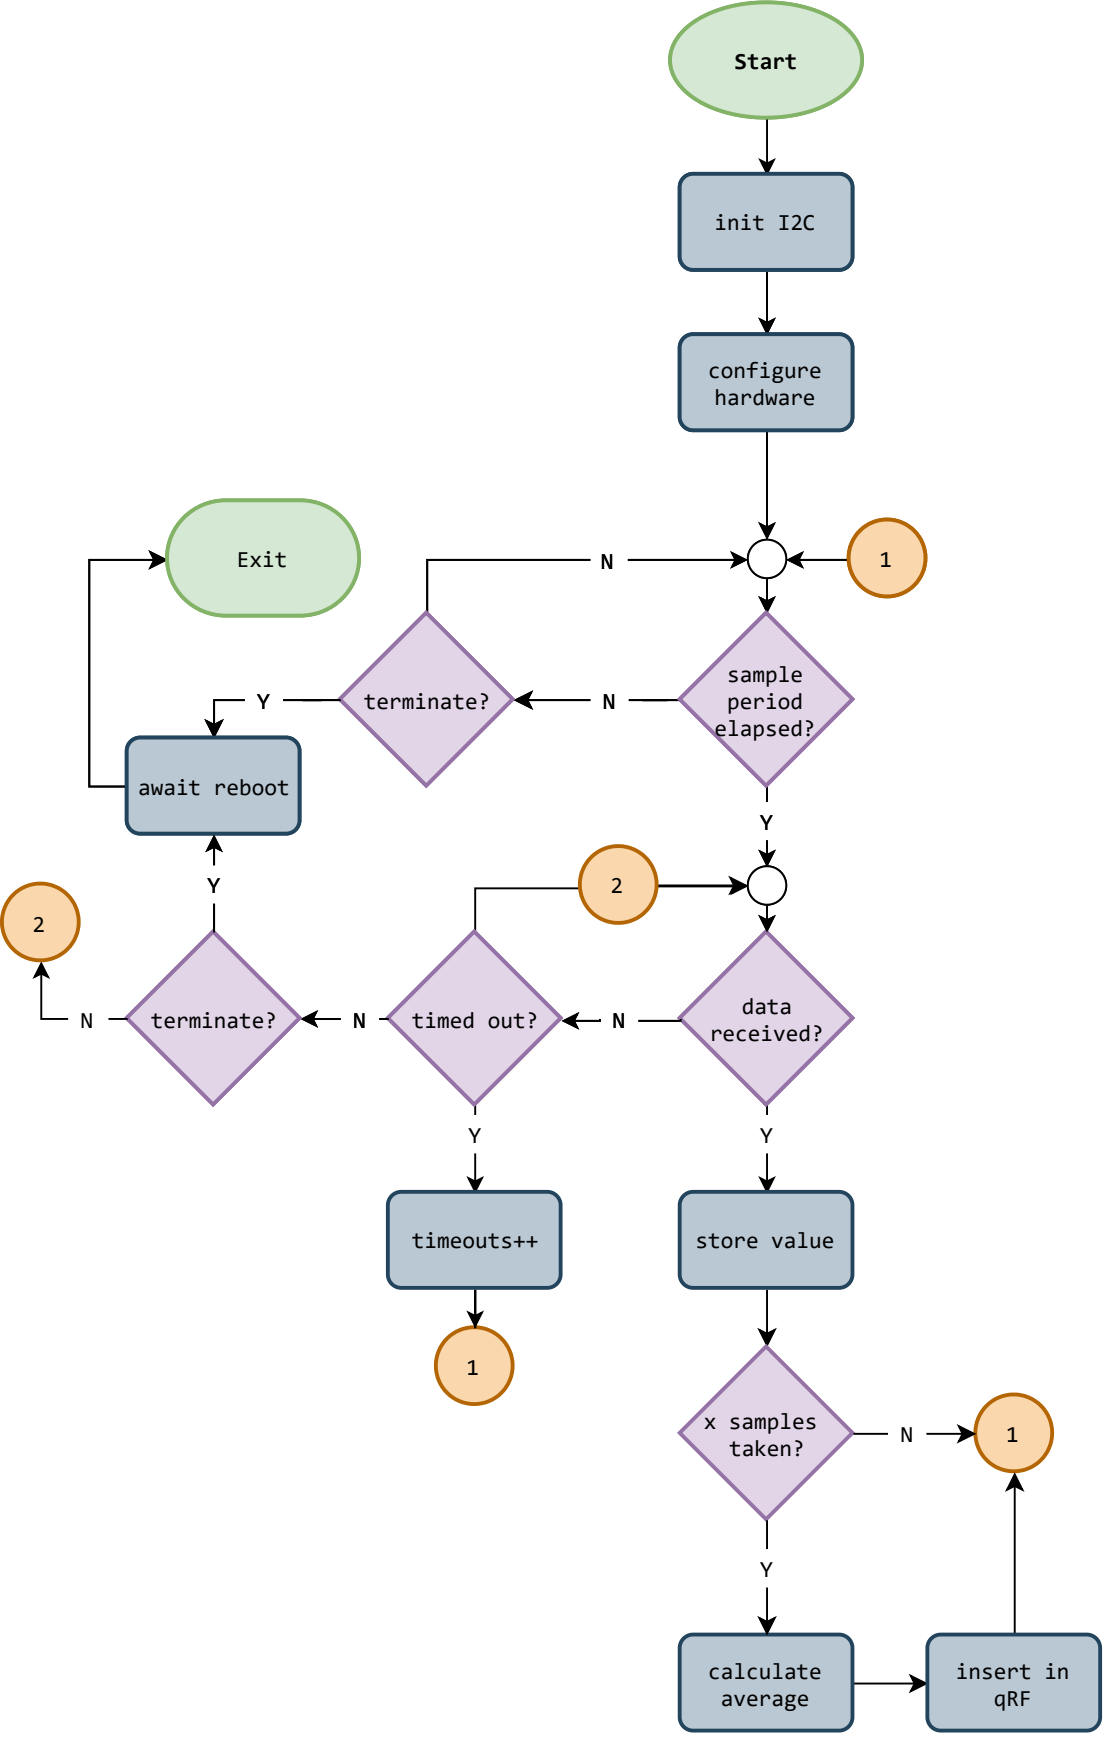 Start
init I2C
configure
hardware
Exit
N
1
sample
period
elapsed?
N
terminate?
Y
await reboot
Y
Y
2
2
data
received?
N
timed out?
N
terminate?
N
Y
Y
timeouts++
store value
1
x samples
taken?
N
1
Y
calculate
average
insert in
qRF